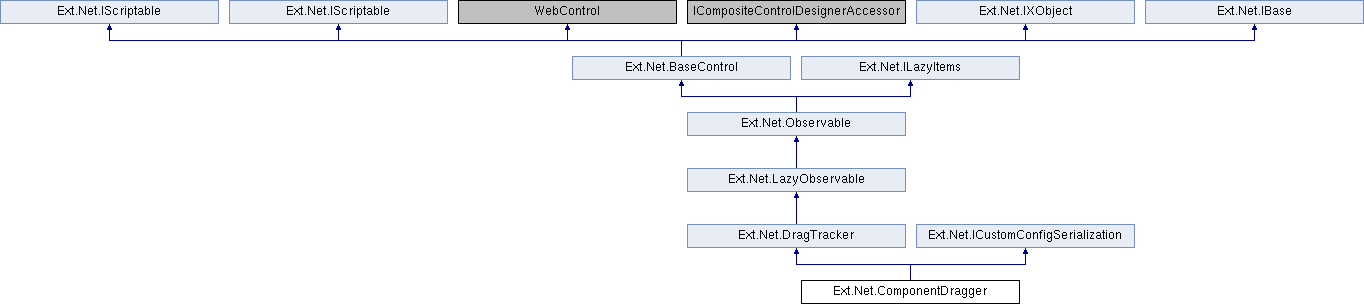 Ext.Net.IScriptable
Ext.Net.IScriptable
WebControl
ICompositeControlDesignerAccessor
Ext.Net.IXObject
Ext.Net.IBase
Ext.Net.BaseControl
Ext.Net.ILazyItems
Ext.Net.Observable
Ext.Net.LazyObservable
Ext.Net.DragTracker
Ext.Net.ICustomConfigSerialization
Ext.Net.ComponentDragger